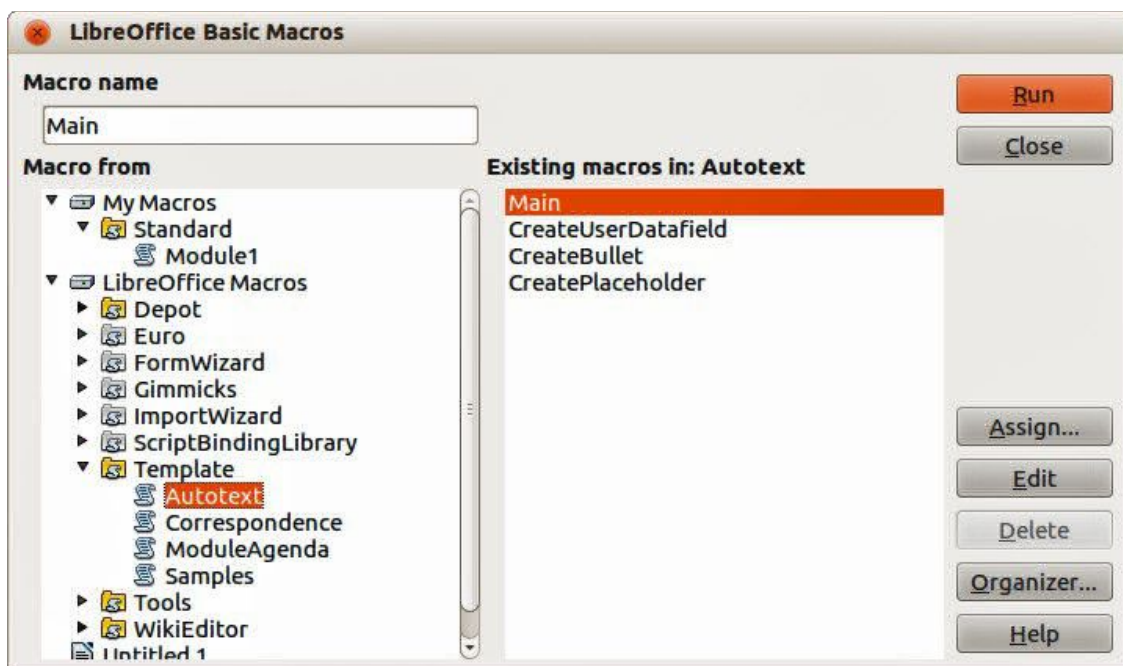 LibreOffice Basic Macros
Macro name
Main
Macro from
My Macros
Standard
Module1
LibreOffice Macros
Depot
Euro
FormWizard
Gimmicks
ImportWizard
ScriptBindingLibrary
Template
Autotext
Correspondence
ModuleAgenda
Samples
Tools
WikiEditor
Untitled 1
Existing macros in: Autotext
Main
CreateUserDatafield
CreateBullet
CreatePlaceholder
Run
Close
Assign...
Edit
Delete
Organizer...
Help